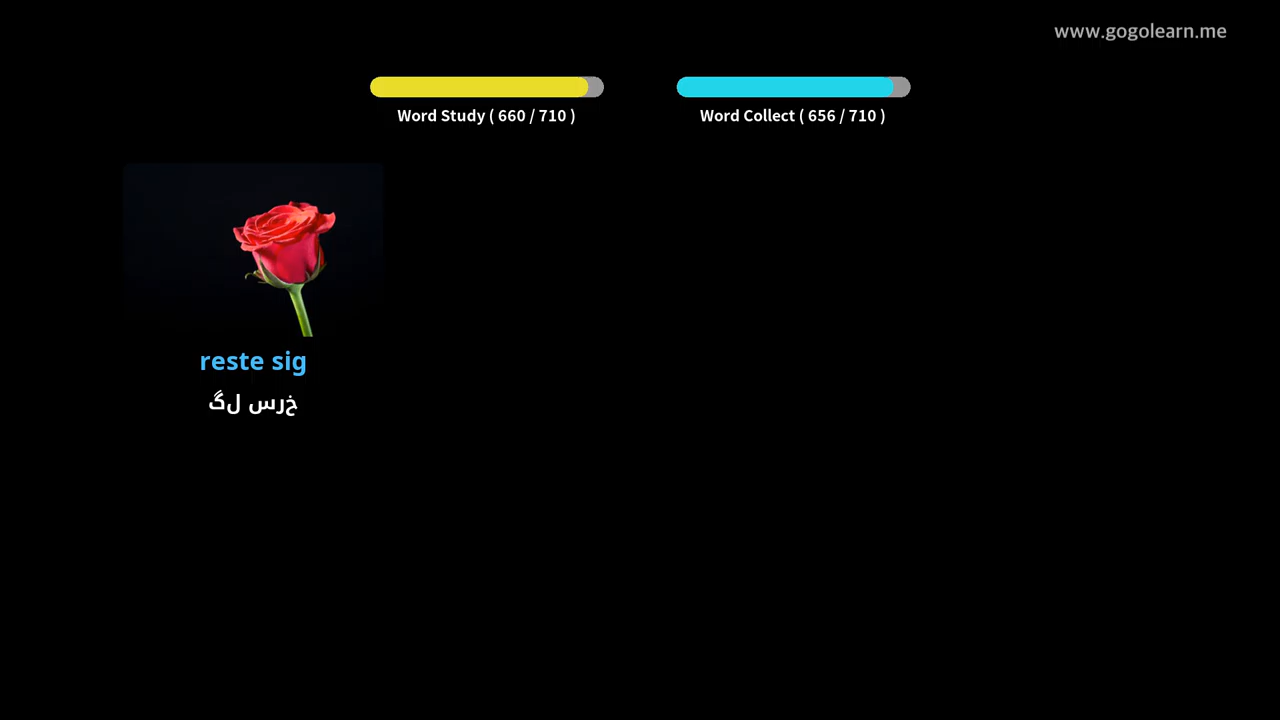 www.gogolearn.me
Word Study ( 660 / 710 )
Word Collect ( 656 / 710 )
reste sig
خرس لگ